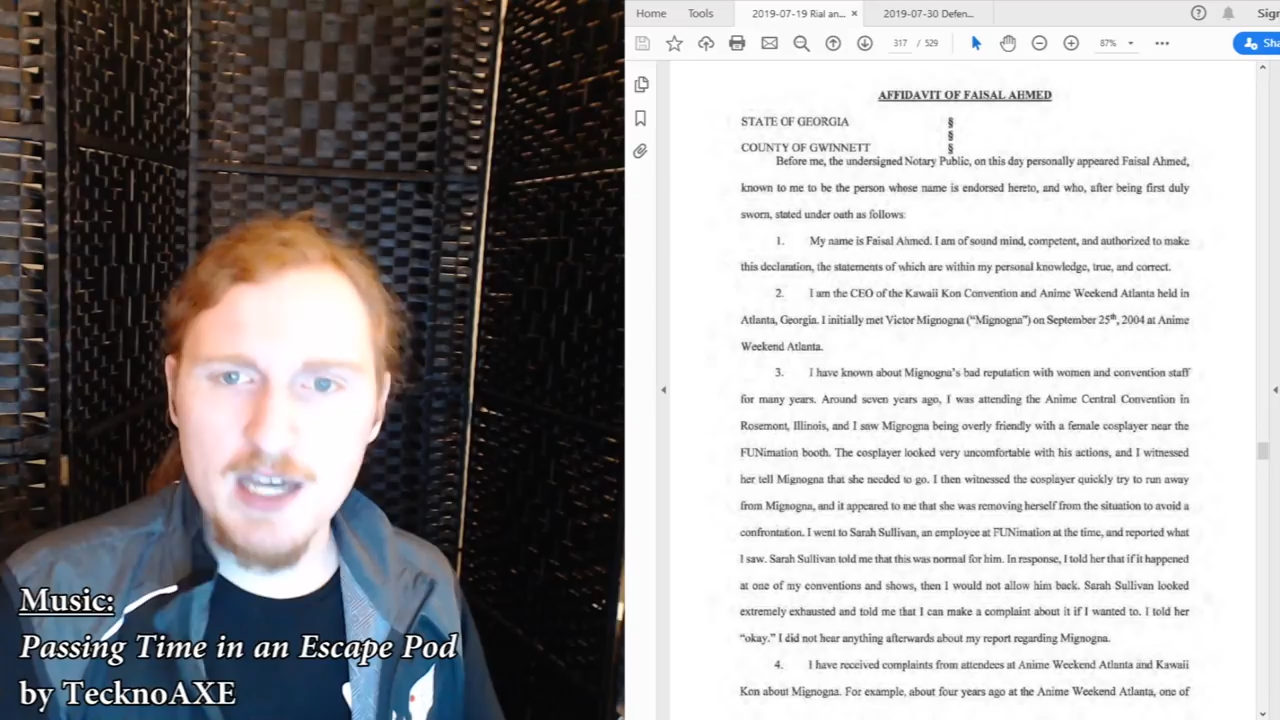 Home Tools 2019-07-19 Rial an... × 2019-07-30 Defen...
317 / 529 87%
AFFIDAVIT OF FAISAL AHMED
STATE OF GEORGIA §
§
COUNTY OF GWINNETT §
Before me, the undersigned Notary Public, on this day personally appeared Faisal Ahmed,
known to me to be the person whose name is endorsed hereto, and who, after being first duly
sworn, stated under oath as follows:
1. My name is Faisal Ahmed. I am of sound mind, competent, and authorized to make
this declaration, the statements of which are within my personal knowledge, true, and correct.
2. I am the CEO of the Kawaii Kon Convention and Anime Weekend Atlanta held in
Atlanta, Georgia. I initially met Victor Mignogna ("Mignogna") on September 25th, 2004 at Anime
Weekend Atlanta.
3. I have known about Mignogna's bad reputation with women and convention staff
for many years. Around seven years ago, I was attending the Anime Central Convention in
Rosemont, Illinois, and I saw Mignogna being overly friendly with a female cosplayer near the
FUNimation booth. The cosplayer looked very uncomfortable with his actions, and I witnessed
her tell Mignogna that she needed to go. I then witnessed the cosplayer quickly try to run away
from Mignogna, and it appeared to me that she was removing herself from the situation to avoid a
confrontation. I went to Sarah Sullivan, an employee at FUNimation at the time, and reported what
I saw. Sarah Sullivan told me that this was normal for him. In response, I told her that if it happened
at one of my conventions and shows, then I would not allow him back. Sarah Sullivan looked
extremely exhausted and told me that I can make a complaint about it if I wanted to. I told her
"okay." I did not hear anything afterwards about my report regarding Mignogna.
4. I have received complaints from attendees at Anime Weekend Atlanta and Kawaii
Kon about Mignogna. For example, about four years ago at the Anime Weekend Atlanta, one of
Music:
Passing Time in an Escape Pod
by TecknoAXE